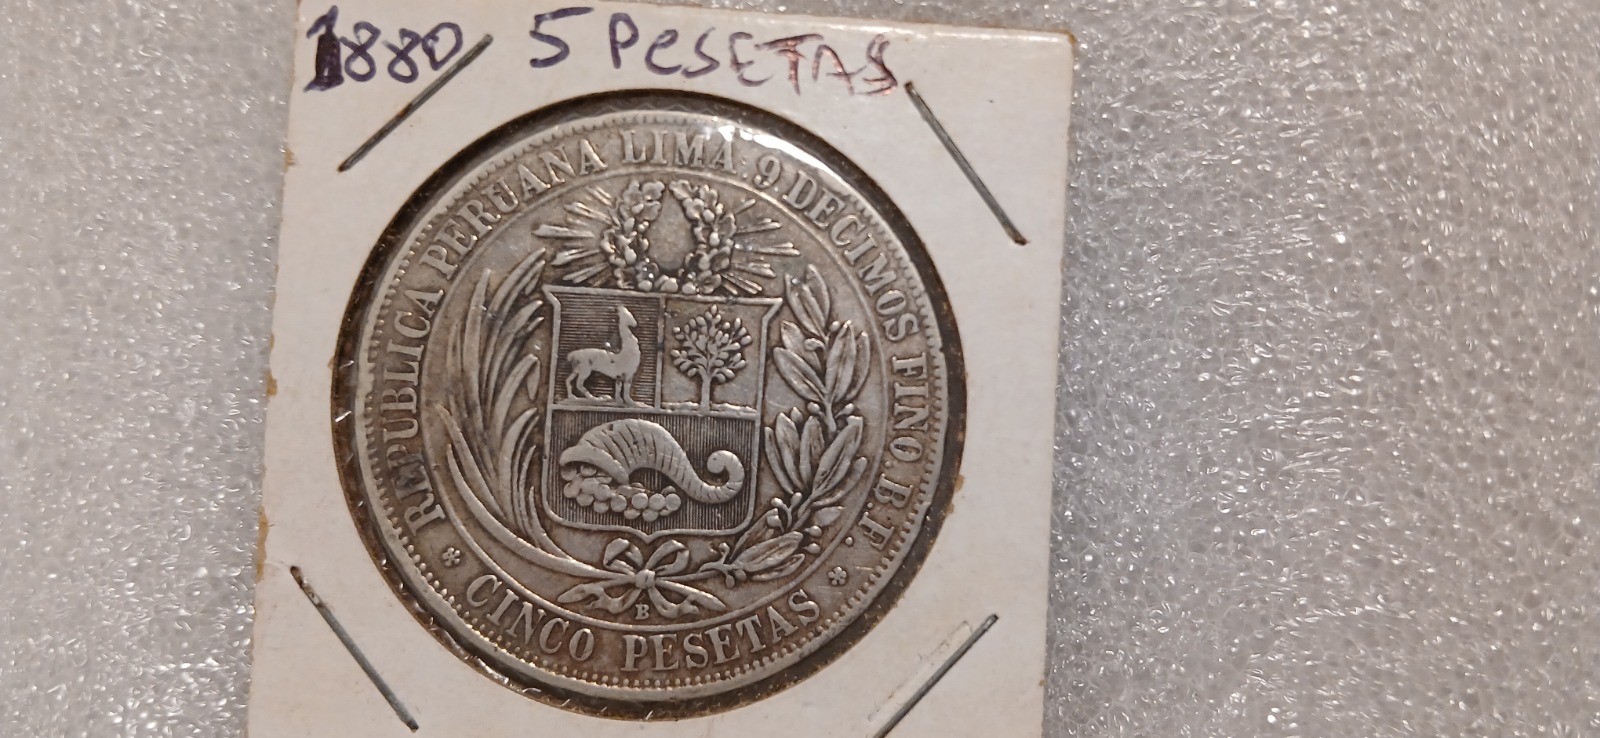 1880 5 PESETAS
REPUBLICA PERUANA LIMA. 9 DECIMOS FINO. B. F.
* CINCO PESETAS *
B